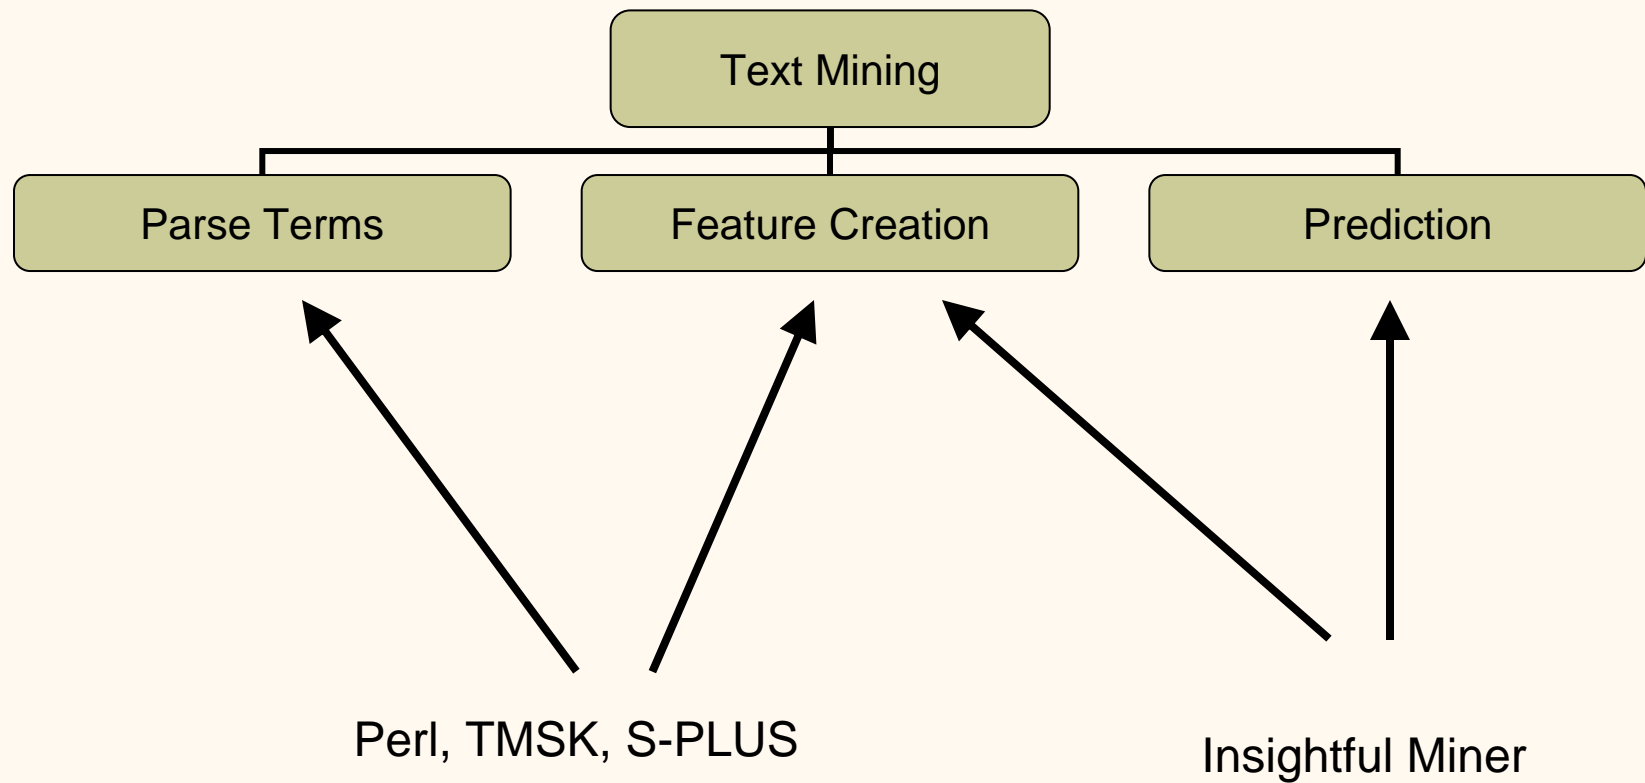 Text Mining
Parse Terms
Feature Creation
Prediction
Perl, TMSK, S-PLUS
Insightful Miner